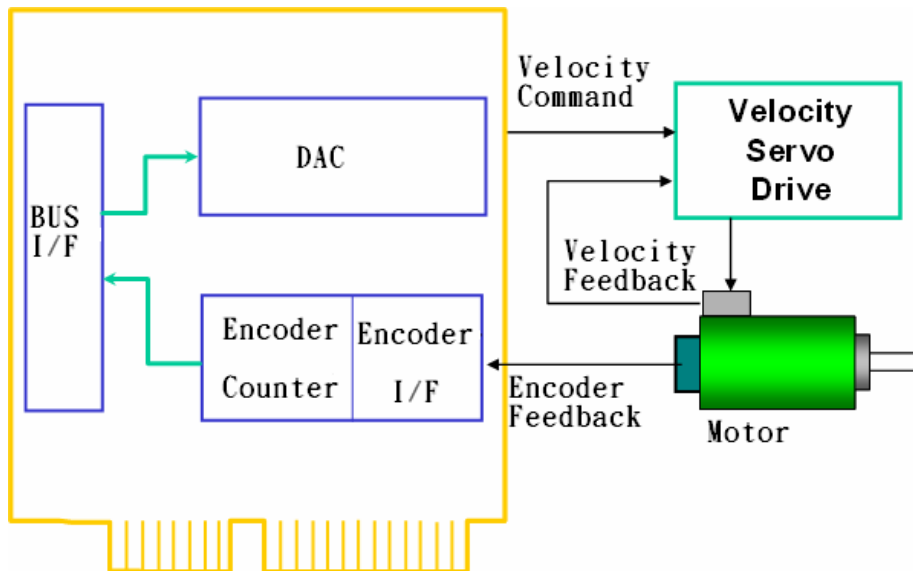 Velocity
Command
Velocity
Servo
Drive
DAC
BUS
I/F
Velocity
Feedback
Encoder
Counter
Encoder
I/F
Encoder
Feedback
Motor